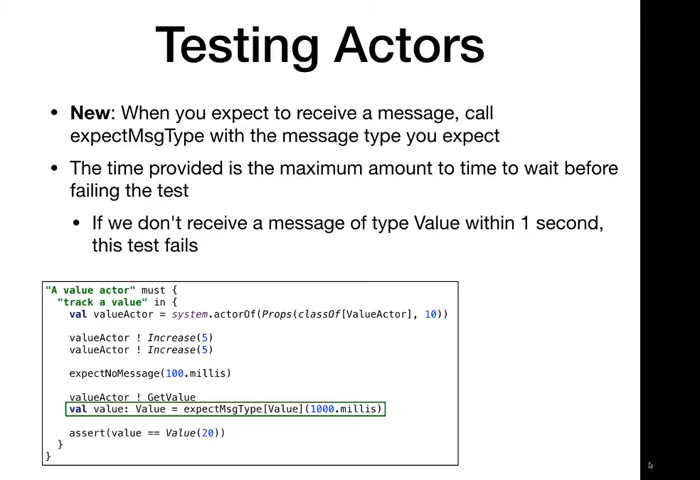 Testing Actors
• New: When you expect to receive a message, call
expectMsgType with the message type you expect
• The time provided is the maximum amount to time to wait before
failing the test
• If we don't receive a message of type Value within 1 second,
this test fails
"A value actor" must {
"track a value" in {
val valueActor = system.actorOf(Props(classOf[ValueActor], 10))
valueActor ! Increase(5)
valueActor ! Increase(5)
expectNoMessage(100.millis)
valueActor ! GetValue
val value: Value = expectMsgType[Value](1000.millis)
assert(value == Value(20))
}
}